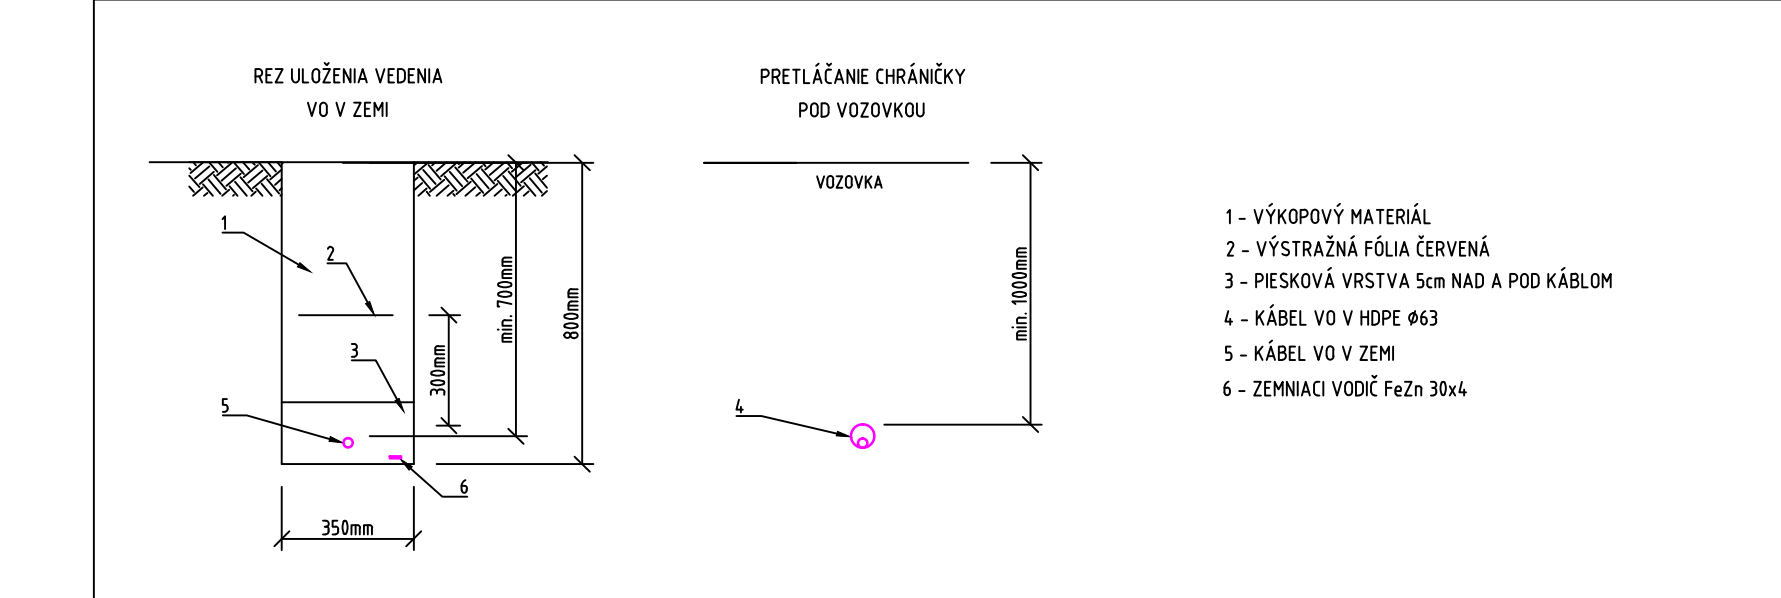 REZ ULOŽENIA VEDENIA
VO V ZEMI
1
2
3
5
6
300mm
min. 700mm
800mm
350mm
PRETLÁČANIE CHRÁNIČKY
POD VOZOVKOU
VOZOVKA
4
min. 1000mm
1 - VÝKOPOVÝ MATERIÁL
2 - VÝSTRAŽNÁ FÓLIA ČERVENÁ
3 - PIESKOVÁ VRSTVA 5cm NAD A POD KÁBLOM
4 - KÁBEL VO V HDPE Ø63
5 - KÁBEL VO V ZEMI
6 - ZEMNIACI VODIČ FeZn 30x4